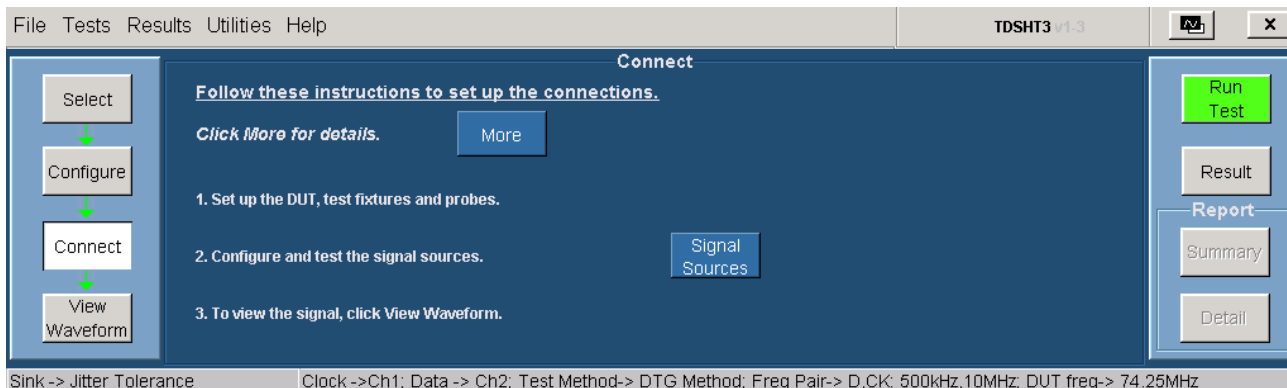 File Tests Results Utilities Help
TDSHT3 v1-3
x
Connect
Select
Configure
Connect
View
Waveform
Follow these instructions to set up the connections.
Click More for details.
More
1. Set up the DUT, test fixtures and probes.
2. Configure and test the signal sources.
Signal
Sources
3. To view the signal, click View Waveform.
Run
Test
Result
Report
Summary
Detail
Sink -> Jitter Tolerance
Clock ->Ch1; Data -> Ch2; Test Method-> DTG Method; Freq Pair-> D,CK: 500kHz,10MHz; DUT freq-> 74.25MHz